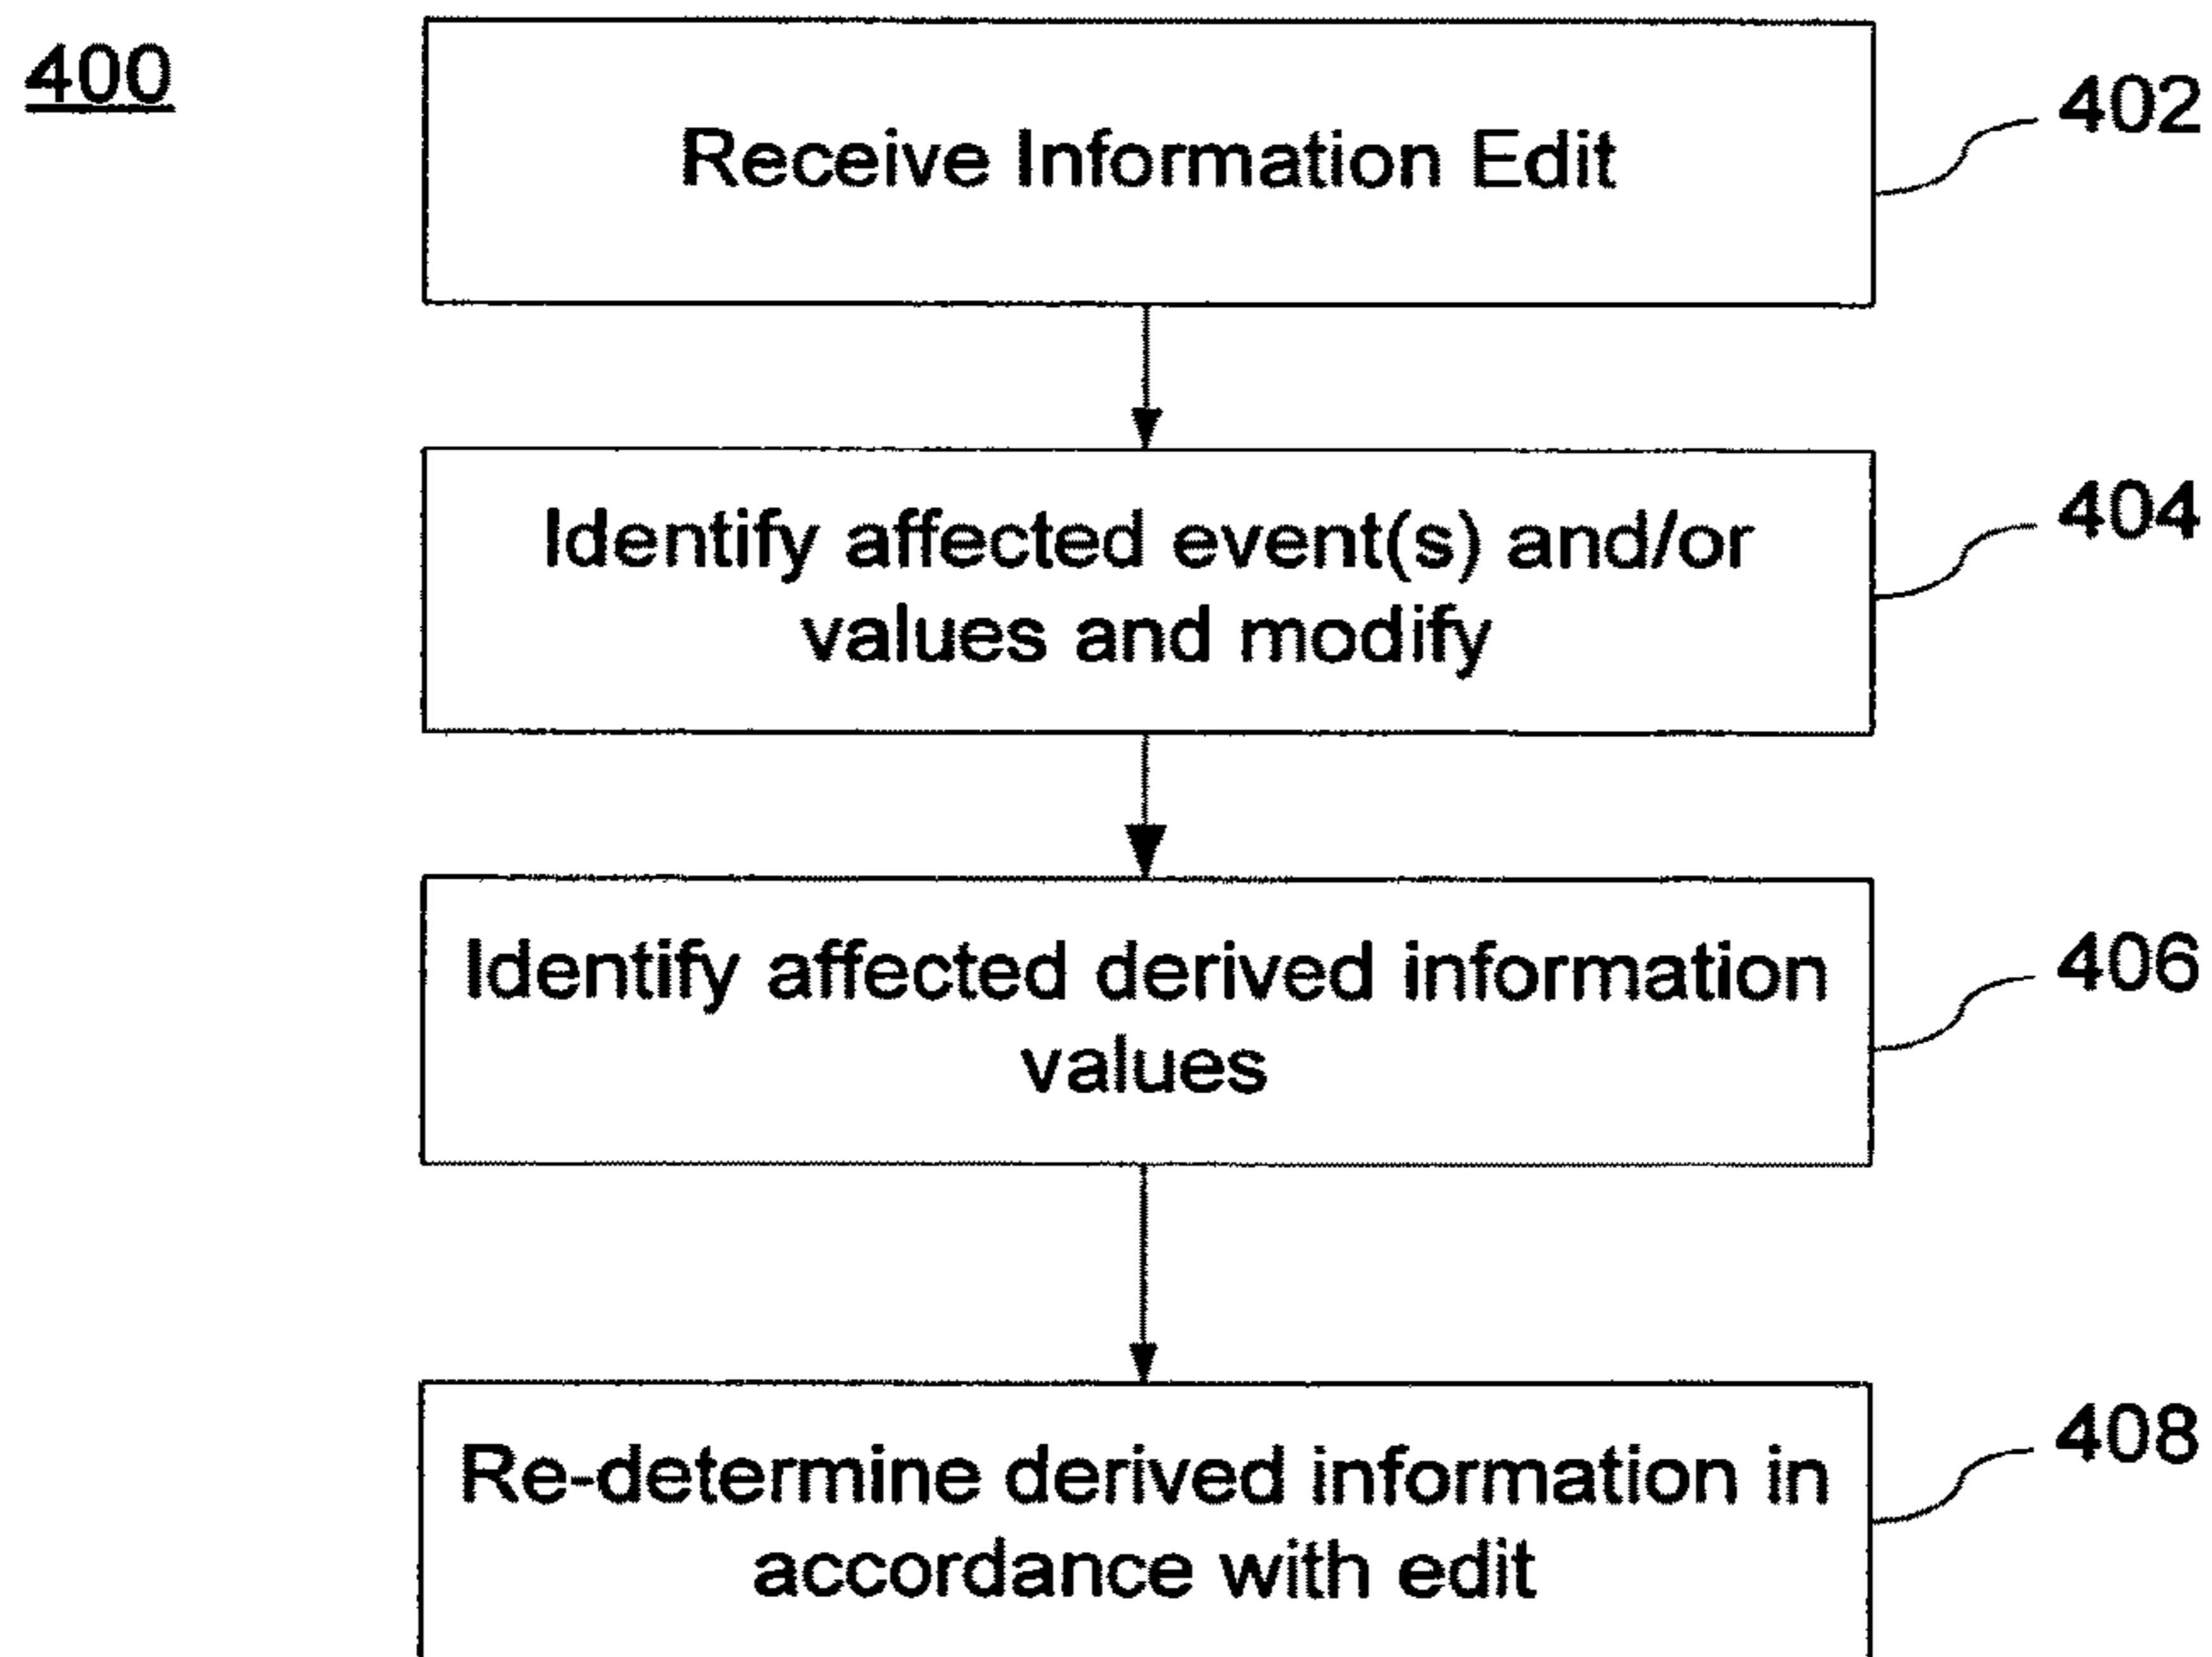 400
Receive Information Edit
402
Identify affected event(s) and/or
values and modify
404
Identify affected derived information
values
406
Re-determine derived information in
accordance with edit
408